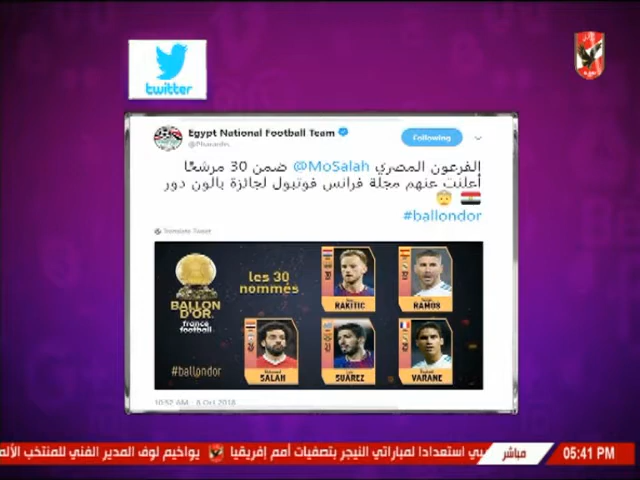 twitter
Egypt National Football Team
@Pharaohs
Following
الفرعون المصري @MoSalah ضمن 30 مرشحًا
أعلنت عنهم مجلة فرانس فوتبول لجائزة بالون دور
#ballondor
Translate Tweet
BALLON
D'OR
france
football
les 30
nommés
RAKITIC
RAMOS
SALAH
SUÁREZ
VARANE
#ballondor
10:52 AM - 8 Oct 2018
بي استعدادا لمباراتي النيجر بتصفيات أمم إفريقيا
يواخيم لوف المدير الفني للمنتخب الألم
مباشر
05:41 PM